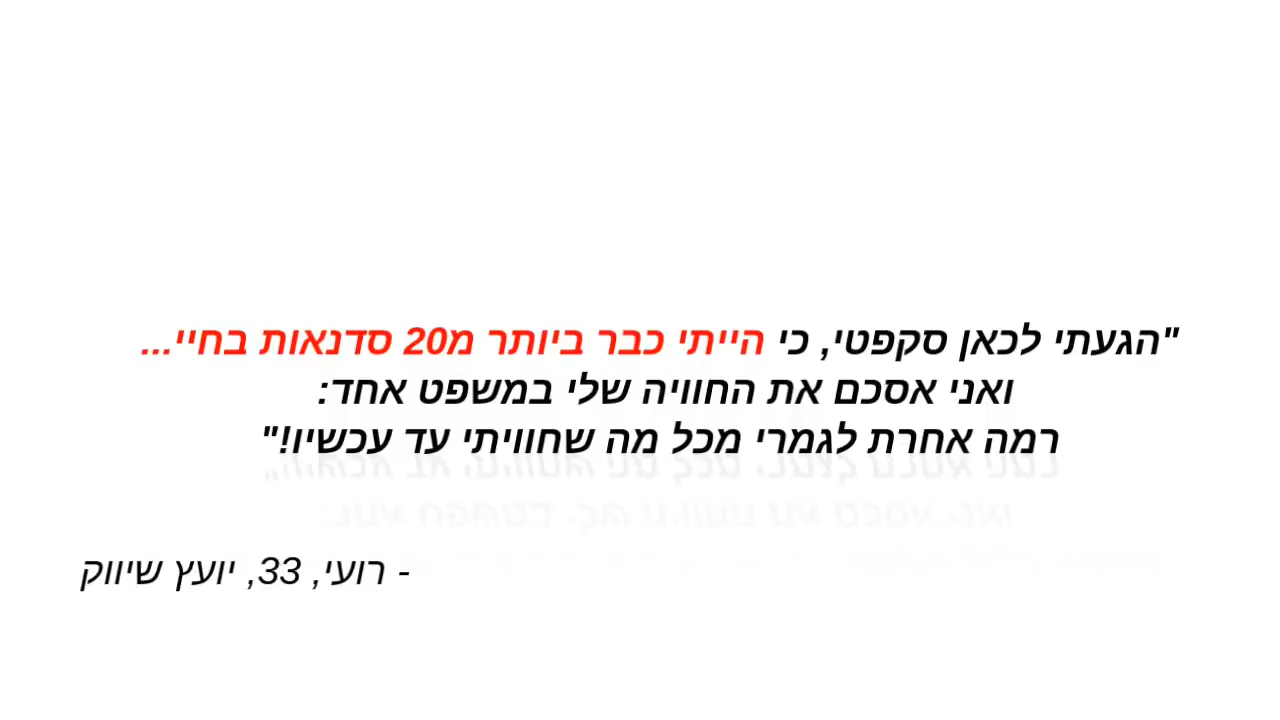 "הגעתי לכאן סקפטי, כי הייתי כבר ביותר מ20 סדנאות בחיי...
ואני אסכם את החוויה שלי במשפט אחד:
רמה אחרת לגמרי מכל מה שחוויתי עד עכשיו!"
- רועי, 33, יועץ שיווק